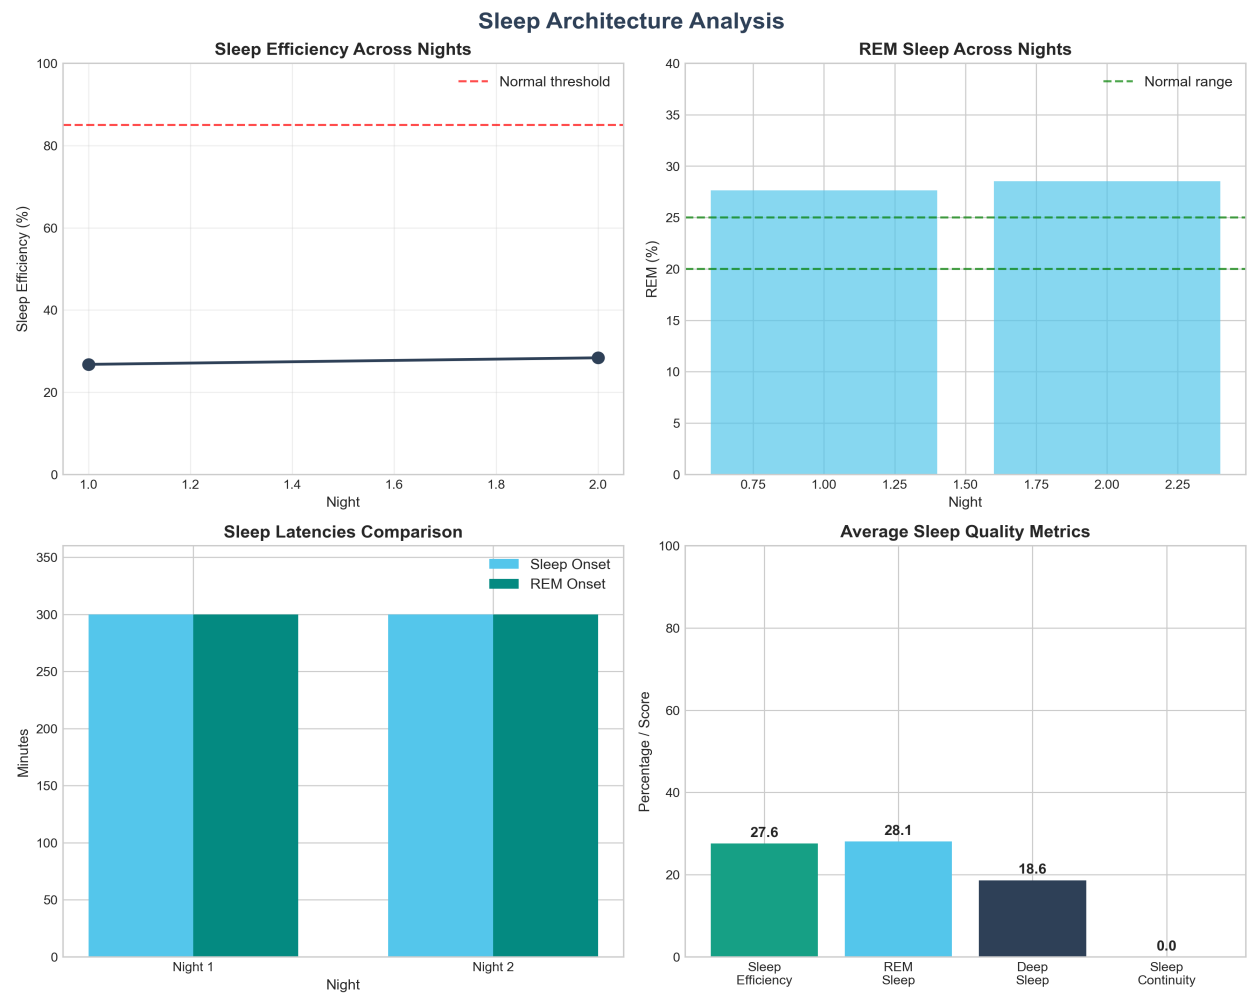 Sleep Architecture Analysis
Sleep Efficiency Across Nights
100
80
60
40
20
0
Sleep Efficiency (%)
Normal threshold
1.0 1.2 1.4 1.6 1.8 2.0
Night
REM Sleep Across Nights
40
35
30
25
20
15
10
5
0
REM (%)
Normal range
0.75 1.00 1.25 1.50 1.75 2.00 2.25
Night
Sleep Latencies Comparison
350
300
250
200
150
100
50
0
Minutes
Sleep Onset
REM Onset
Night 1 Night 2
Night
Average Sleep Quality Metrics
100
80
60
40
20
0
Percentage / Score
27.6
28.1
18.6
0.0
Sleep
Efficiency
REM
Sleep
Deep
Sleep
Sleep
Continuity